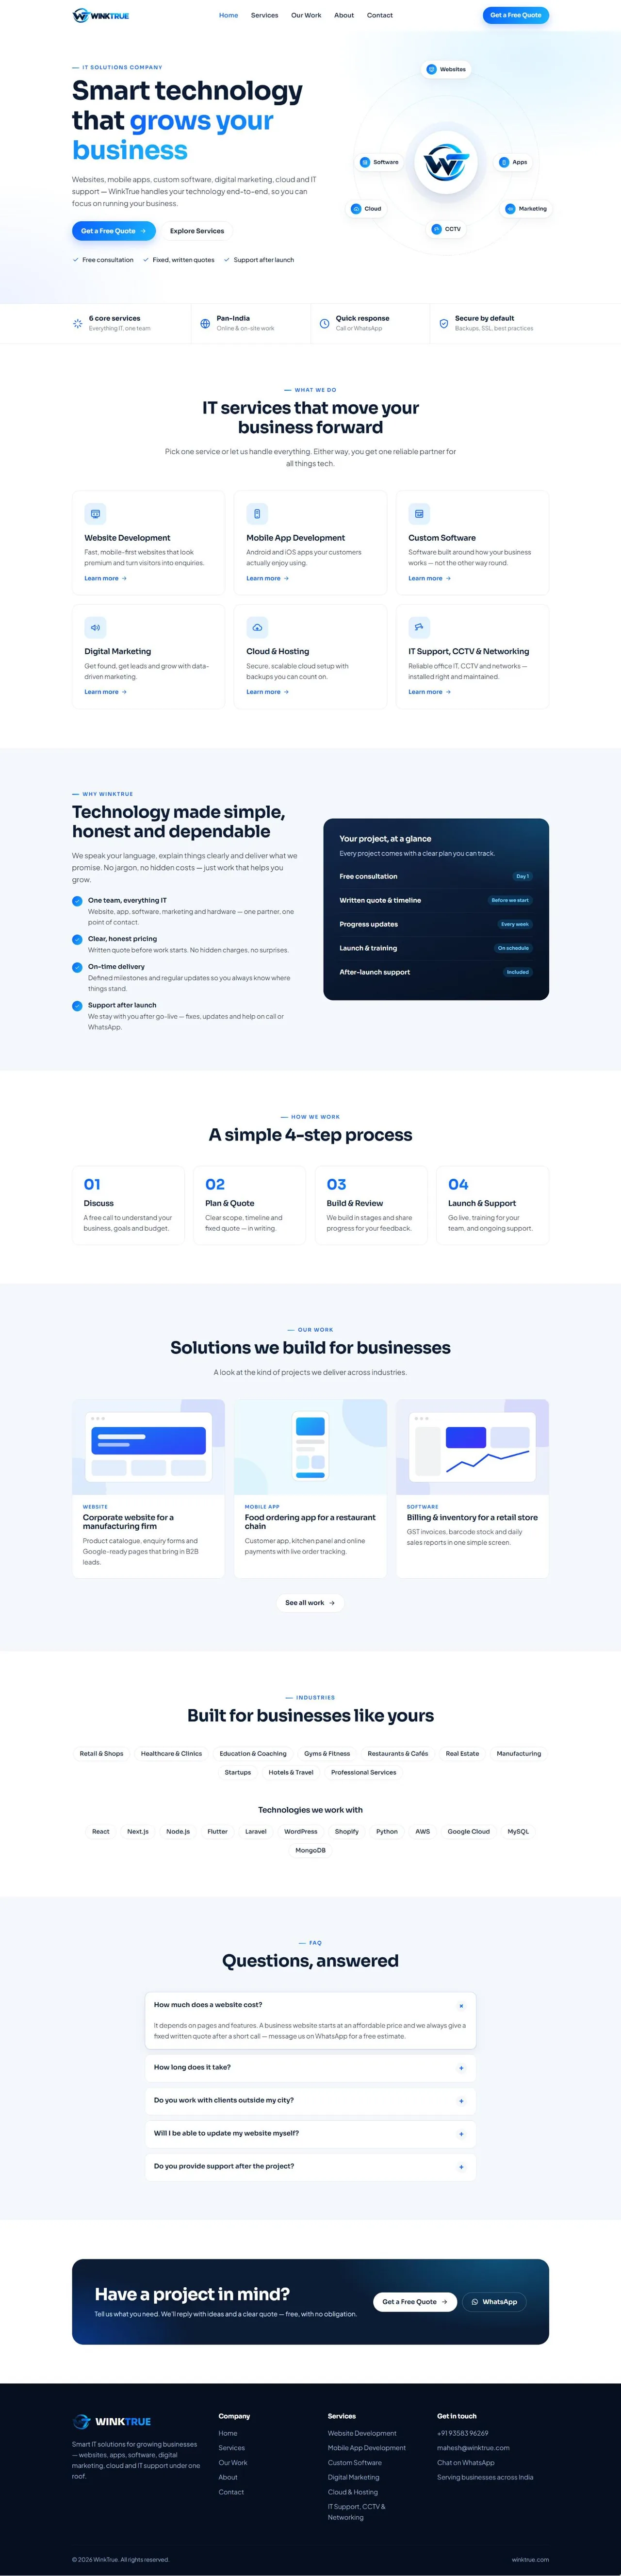 WINKTRUE
Home Services Our Work About Contact
Get a Free Quote
IT SOLUTIONS COMPANY
Smart technology
that grows your
business
Websites, mobile apps, custom software, digital marketing, cloud and IT
support — WinkTrue handles your technology end-to-end, so you can
focus on running your business.
Get a Free Quote →
Explore Services
Free consultation
Fixed, written quotes
Support after launch
Websites
Software
Apps
Cloud
Marketing
CCTV
6 core services
Everything IT, one team
Pan-India
Online & on-site work
Quick response
Call or WhatsApp
Secure by default
Backups, SSL, best practices
WHAT WE DO
IT services that move your
business forward
Pick one service or let us handle everything. Either way, you get one reliable partner for
all things tech.
Website Development
Fast, mobile-first websites that look
premium and turn visitors into enquiries.
Learn more →
Mobile App Development
Android and iOS apps your customers
actually enjoy using.
Learn more →
Custom Software
Software built around how your business
works — not the other way round.
Learn more →
Digital Marketing
Get found, get leads and grow with data-
driven marketing.
Learn more →
Cloud & Hosting
Secure, scalable cloud setup with
backups you can count on.
Learn more →
IT Support, CCTV & Networking
Reliable office IT, CCTV and networks —
installed right and maintained.
Learn more →
WHY WINKTRUE
Technology made simple,
honest and dependable
We speak your language, explain things clearly and deliver what we
promise. No jargon, no hidden costs — just work that helps you
grow.
One team, everything IT
Website, app, software, marketing and hardware — one partner, one
point of contact.
Clear, honest pricing
Written quote before work starts. No hidden charges, no surprises.
On-time delivery
Defined milestones and regular updates so you always know where
things stand.
Support after launch
We stay with you after go-live — fixes, updates and help on call or
WhatsApp.
Your project, at a glance
Every project comes with a clear plan you can track.
Free consultation Day 1
Written quote & timeline Before we start
Progress updates Every week
Launch & training On schedule
After-launch support Included
HOW WE WORK
A simple 4-step process
01
Discuss
A free call to understand your
business, goals and budget.
02
Plan & Quote
Clear scope, timeline and
fixed quote — in writing.
03
Build & Review
We build in stages and share
progress for your feedback.
04
Launch & Support
Go live, training for your
team, and ongoing support.
OUR WORK
Solutions we build for businesses
A look at the kind of projects we deliver across industries.
WEBSITE
Corporate website for a
manufacturing firm
Product catalogue, enquiry forms and
Google-ready pages that bring in B2B
leads.
MOBILE APP
Food ordering app for a restaurant
chain
Customer app, kitchen panel and online
payments with live order tracking.
SOFTWARE
Billing & inventory for a retail store
GST invoices, barcode stock and daily
sales reports in one simple screen.
See all work →
INDUSTRIES
Built for businesses like yours
Retail & Shops Healthcare & Clinics Education & Coaching Gyms & Fitness Restaurants & Cafés Real Estate Manufacturing
Startups Hotels & Travel Professional Services
Technologies we work with
React Next.js Node.js Flutter Laravel WordPress Shopify Python AWS Google Cloud MySQL
MongoDB
FAQ
Questions, answered
How much does a website cost?
It depends on pages and features. A business website starts at an affordable price and we always give a
fixed written quote after a short call — message us on WhatsApp for a free estimate.
How long does it take? +
Do you work with clients outside my city? +
Will I be able to update my website myself? +
Do you provide support after the project? +
Have a project in mind?
Tell us what you need. We'll reply with ideas and a clear quote — free, with no obligation.
Get a Free Quote →
WhatsApp
WINKTRUE
Smart IT solutions for growing businesses
— websites, apps, software, digital
marketing, cloud and IT support under one
roof.
Company
Home
Services
Our Work
About
Contact
Services
Website Development
Mobile App Development
Custom Software
Digital Marketing
Cloud & Hosting
IT Support, CCTV &
Networking
Get in touch
+91 93583 96269
mahesh@winktrue.com
Chat on WhatsApp
Serving businesses across India
© 2026 WinkTrue. All rights reserved.
winktrue.com